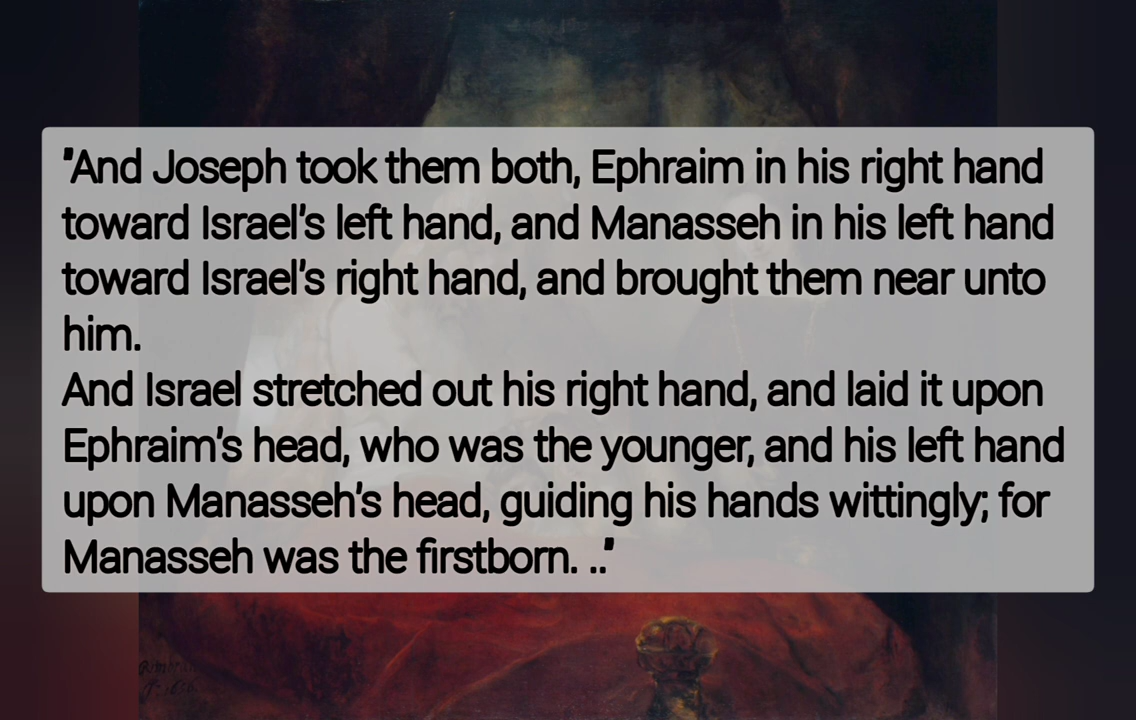 "And Joseph took them both, Ephraim in his right hand
toward Israel's left hand, and Manasseh in his left hand
toward Israel's right hand, and brought them near unto
him.
And Israel stretched out his right hand, and laid it upon
Ephraim's head, who was the younger, and his left hand
upon Manasseh's head, guiding his hands wittingly; for
Manasseh was the firstborn. .."